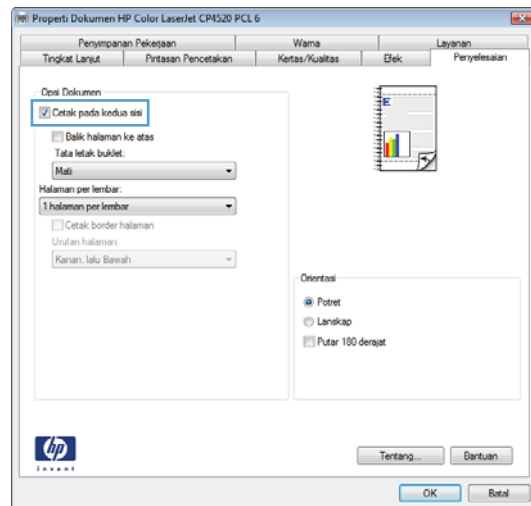 Properti Dokumen HP Color LaserJet CP4520 PCL 6
Penyimpanan Pekerjaan
Warna
Layanan
Tingkat Lanjut
Pintasan Pencetakan
Kertas/Kualitas
Efek
Penyelesaian
Opsi Dokumen
Cetak pada kedua sisi
Balik halaman ke atas
Tata letak buklet:
Mati
Halaman per lembar:
1 halaman per lembar
Cetak border halaman
Urutan halaman:
Kanan, lalu Bawah
E
Orientasi
Potret
Lanskap
Putar 180 derajat
hp
invent
Tentang...
Bantuan
OK
Batal